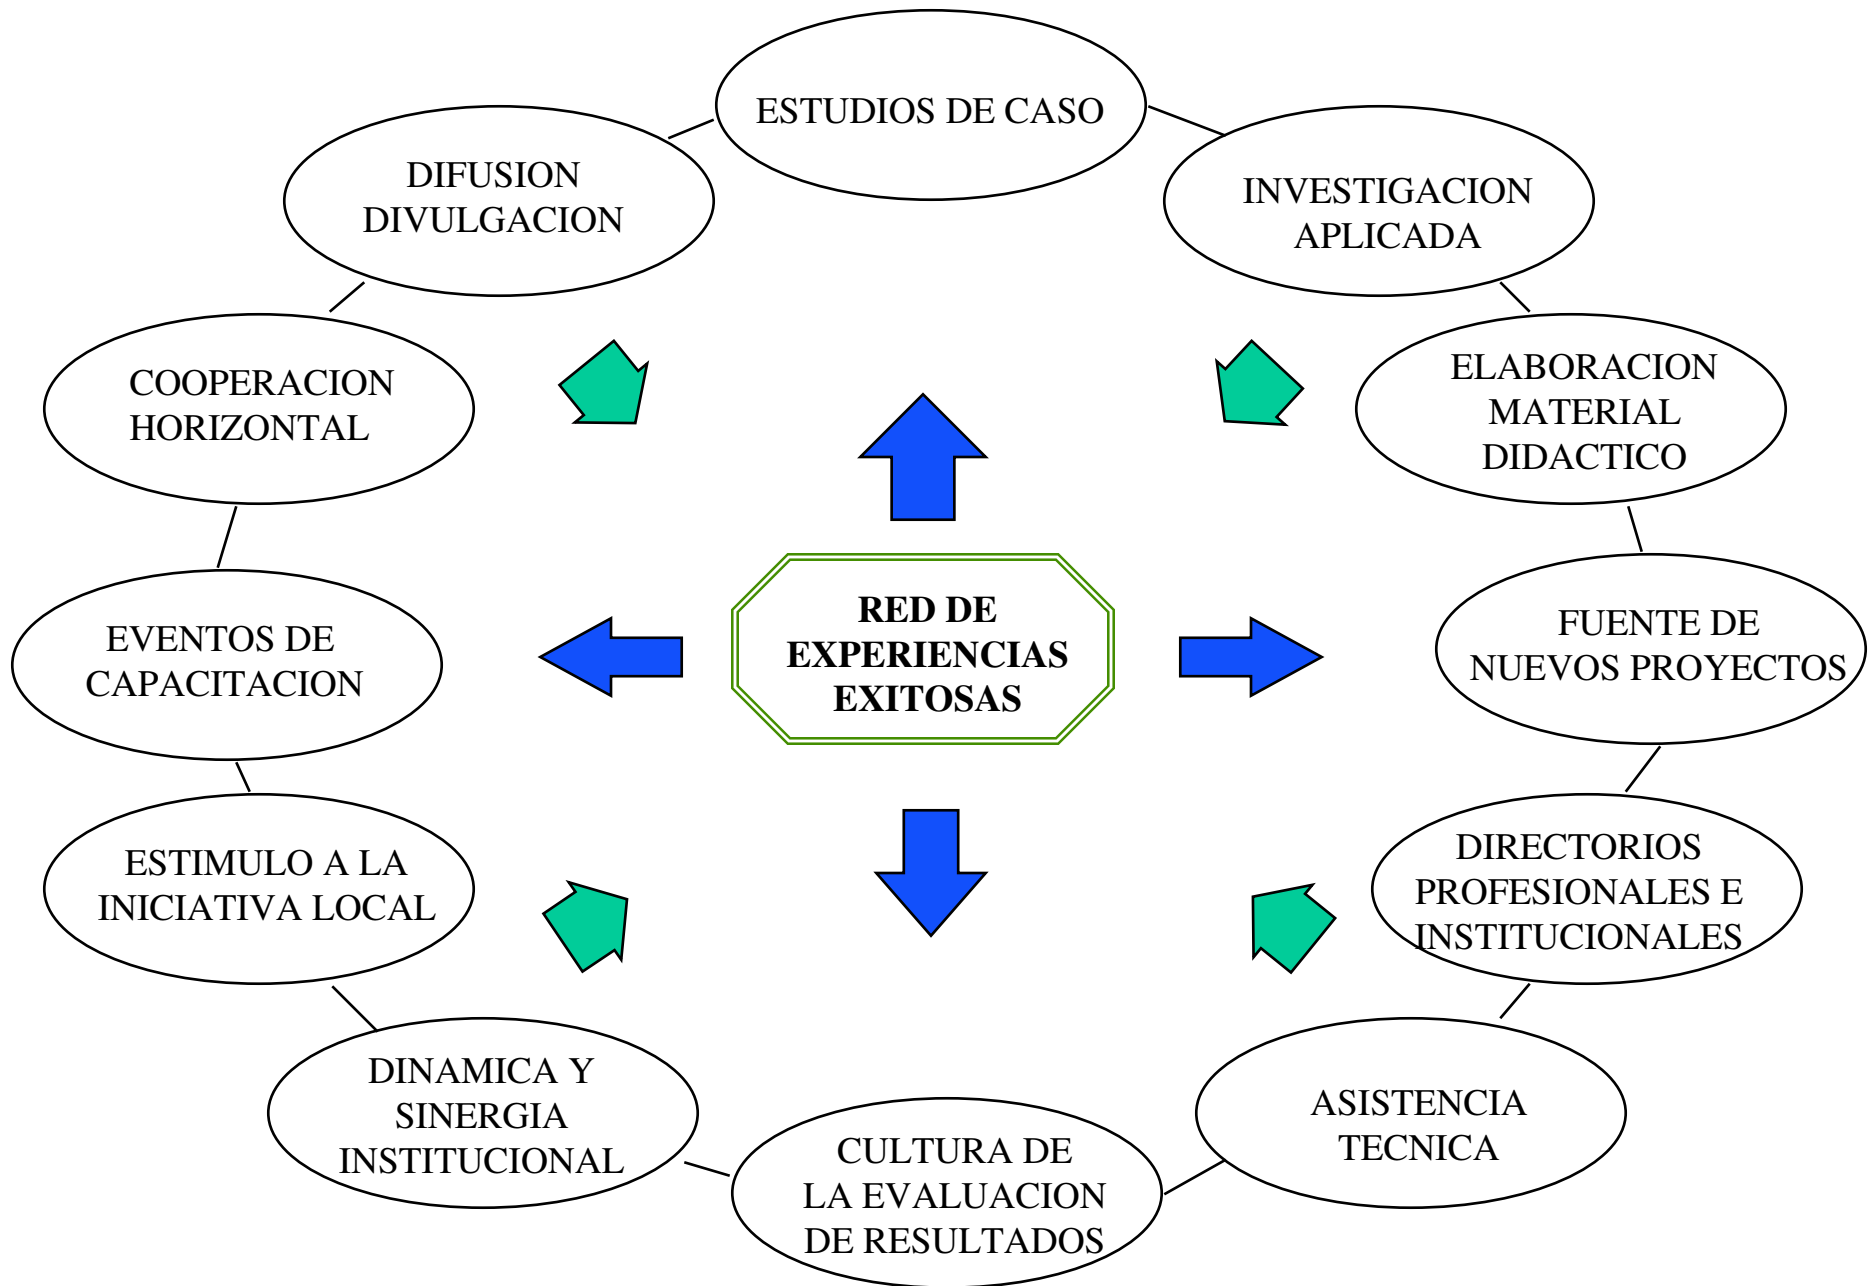 ESTUDIOS DE CASO
DIFUSION
DIVULGACION
INVESTIGACION
APLICADA
COOPERACION
HORIZONTAL
ELABORACION
MATERIAL
DIDACTICO
RED DE
EXPERIENCIAS
EXITOSAS
EVENTOS DE
CAPACITACION
FUENTE DE
NUEVOS PROYECTOS
ESTIMULO A LA
INICIATIVA LOCAL
DIRECTORIOS
PROFESIONALES E
INSTITUCIONALES
DINAMICA Y
SINERGIA
INSTITUCIONAL
CULTURA DE
LA EVALUACION
DE RESULTADOS
ASISTENCIA
TECNICA